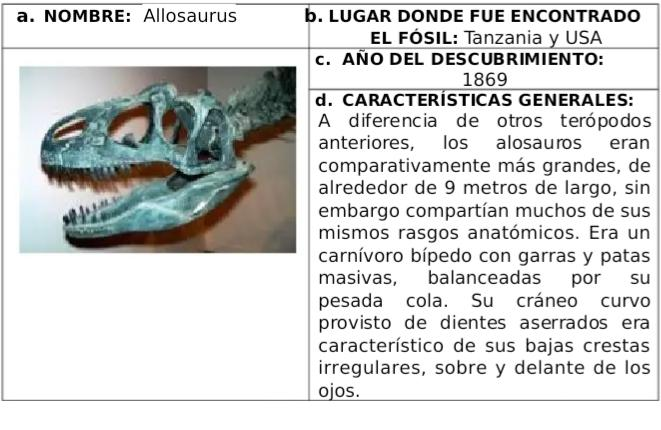 a. NOMBRE: Allosaurus
b. LUGAR DONDE FUE ENCONTRADO
EL FÓSIL: Tanzania y USA
c. AÑO DEL DESCUBRIMIENTO:
1869
d. CARACTERÍSTICAS GENERALES:
A diferencia de otros terópodos
anteriores, los alosauros eran
comparativamente más grandes, de
alrededor de 9 metros de largo, sin
embargo compartían muchos de sus
mismos rasgos anatómicos. Era un
carnívoro bípedo con garras y patas
masivas, balanceadas por su
pesada cola. Su cráneo curvo
provisto de dientes aserrados era
característico de sus bajas crestas
irregulares, sobre y delante de los
ojos.